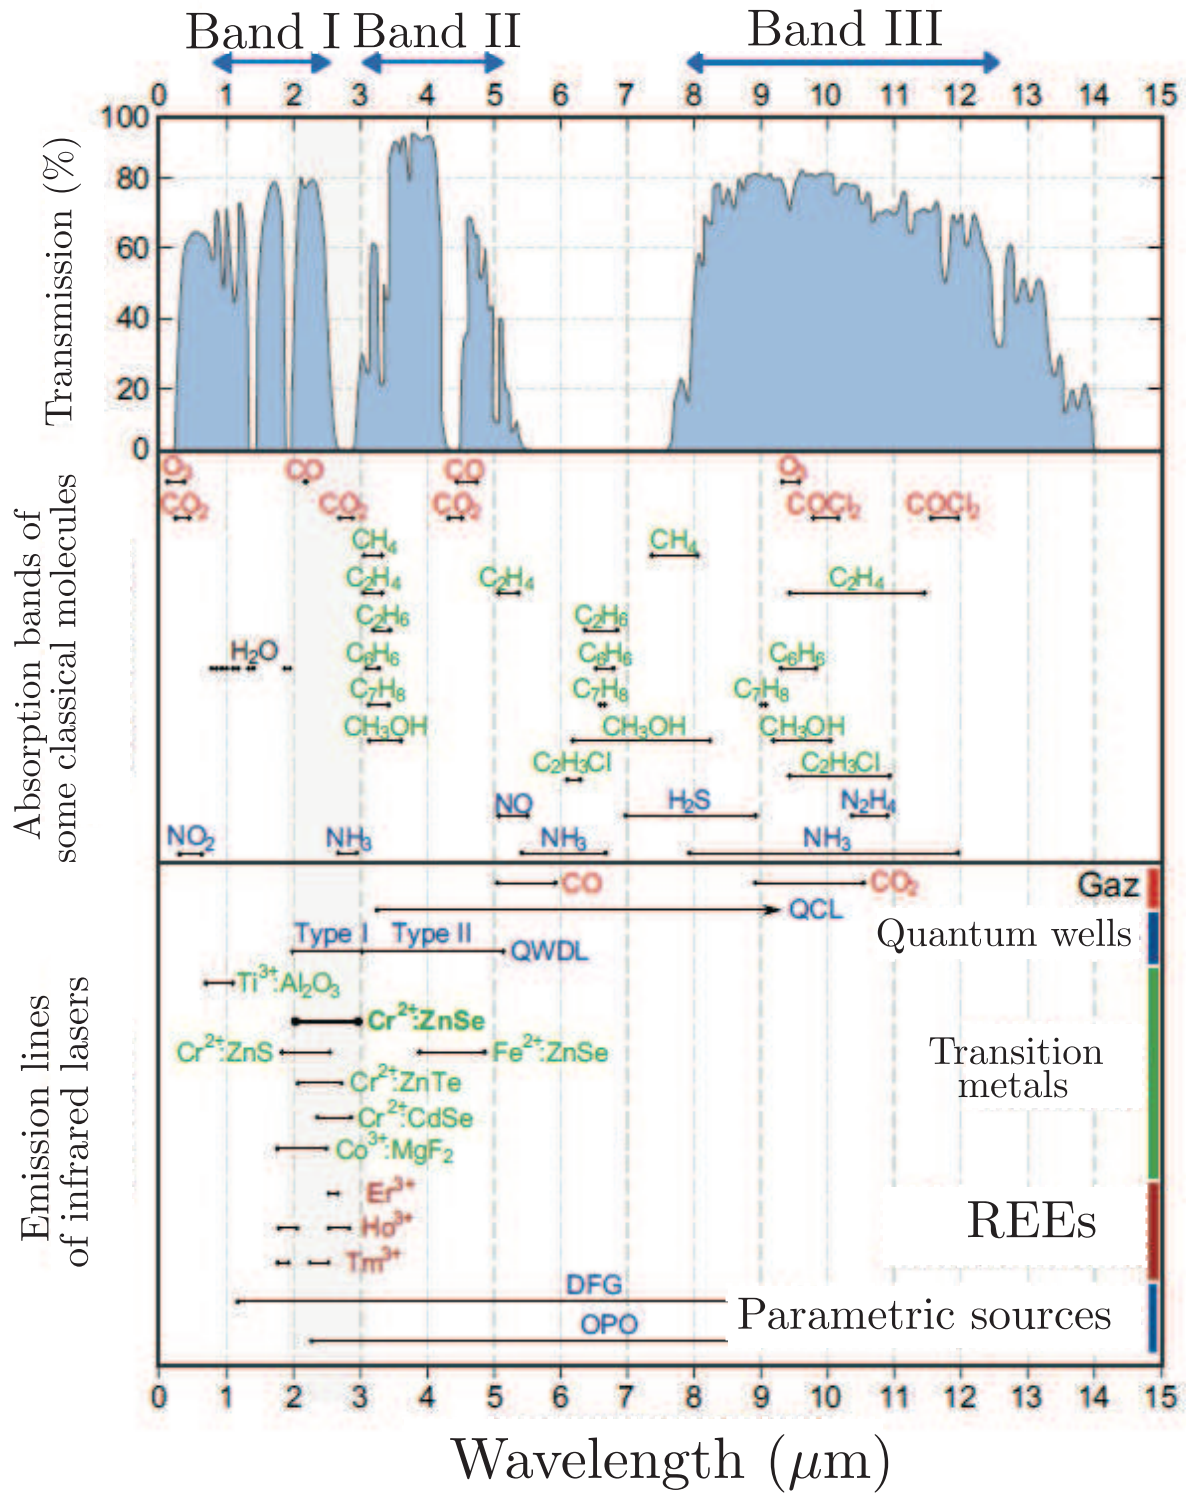 Band I Band II Band III
0 1 2 3 4 5 6 7 8 9 10 11 12 13 14 15
Transmission (%)
100
80
60
40
20
0
Absorption bands of
some classical molecules
O₃ CO CO O₃
CO₂ CO₂ CO₂ COCl₂ COCl₂
CH₄ CH₄
C₂H₄ C₂H₄ C₂H₄
C₂H₆ C₂H₆
H₂O C₆H₆ C₆H₆ C₆H₆
C₇H₈ C₇H₈ C₇H₈
CH₃OH CH₃OH CH₃OH
C₂H₃Cl C₂H₃Cl
NO H₂S N₂H₄
NO₂ NH₃ NH₃ NH₃
Emission lines
of infrared lasers
CO CO₂ Gaz
QCL
Quantum wells
Type I Type II QWDL
Ti³⁺:Al₂O₃
Cr²⁺:ZnSe
Cr²⁺:ZnS Fe²⁺:ZnSe
Transition
metals
Cr²⁺:ZnTe
Cr²⁺:CdSe
Co³⁺:MgF₂
Er³⁺
Ho³⁺
REEs
Tm³⁺
DFG
Parametric sources
OPO
0 1 2 3 4 5 6 7 8 9 10 11 12 13 14 15
Wavelength (μm)